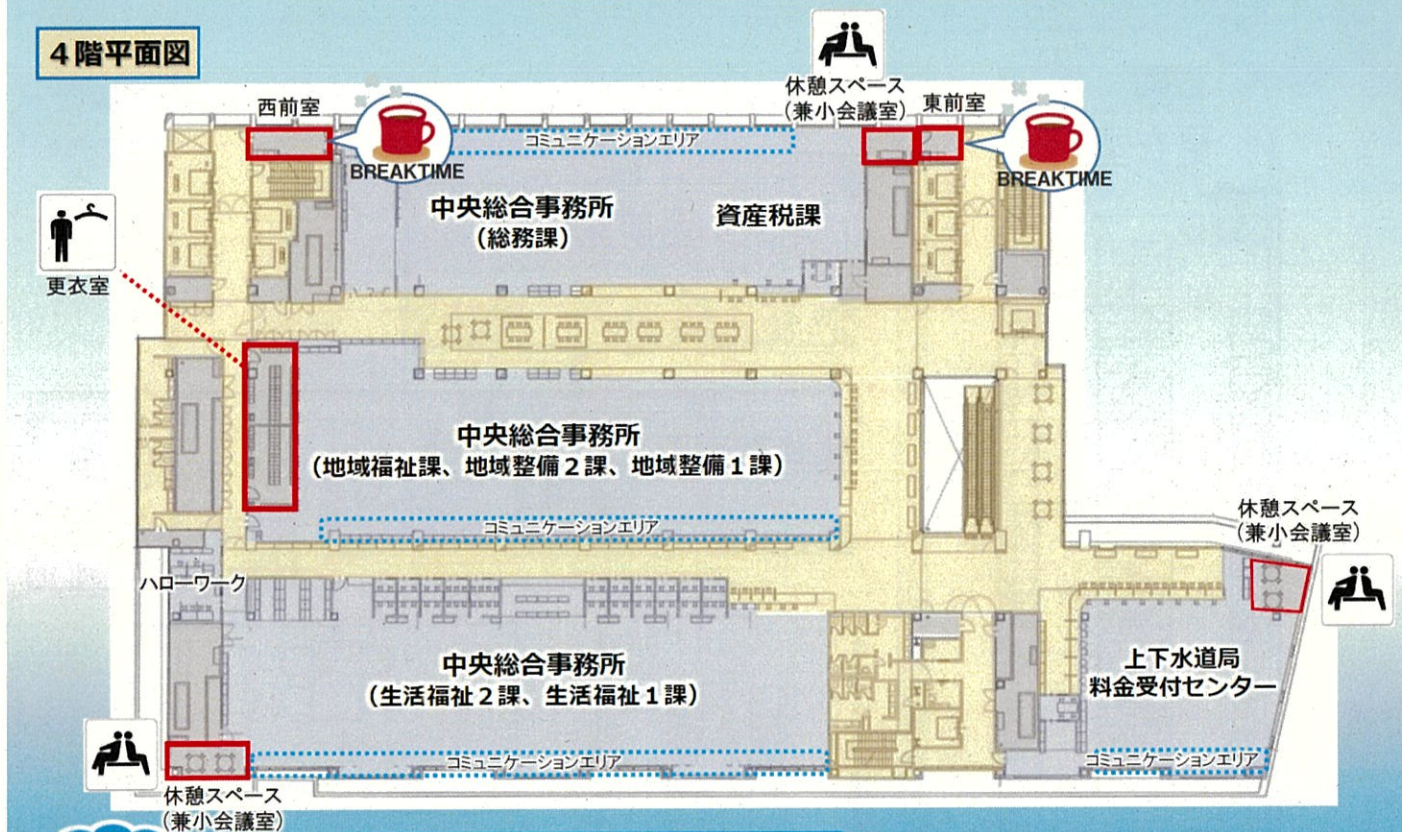 4階平面図
休憩スペース
(兼小会議室)
西前室
東前室
コミュニケーションエリア
BREAKTIME
BREAKTIME
中央総合事務所
(総務課)
資産税課
更衣室
中央総合事務所
(地域福祉課、地域整備2課、地域整備1課)
コミュニケーションエリア
休憩スペース
(兼小会議室)
ハローワーク
中央総合事務所
(生活福祉2課、生活福祉1課)
上下水道局
料金受付センター
コミュニケーションエリア
コミュニケーションエリア
休憩スペース
(兼小会議室)